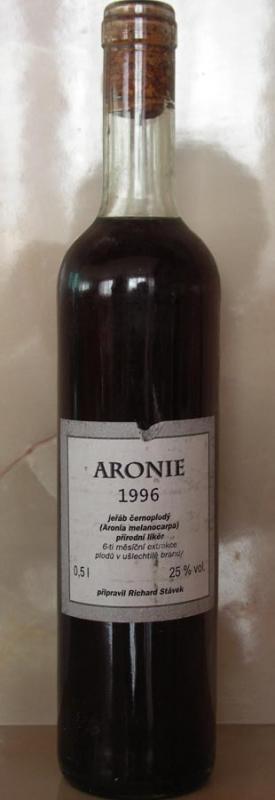 ARONIE
1996
jeřáb černoplodý
(Aronia melanocarpa)
přírodní likér
6-ti měsíční extrakce
plodů v ušlechtilé brandy
0,5 l 25 % vol.
připravil Richard Stávek